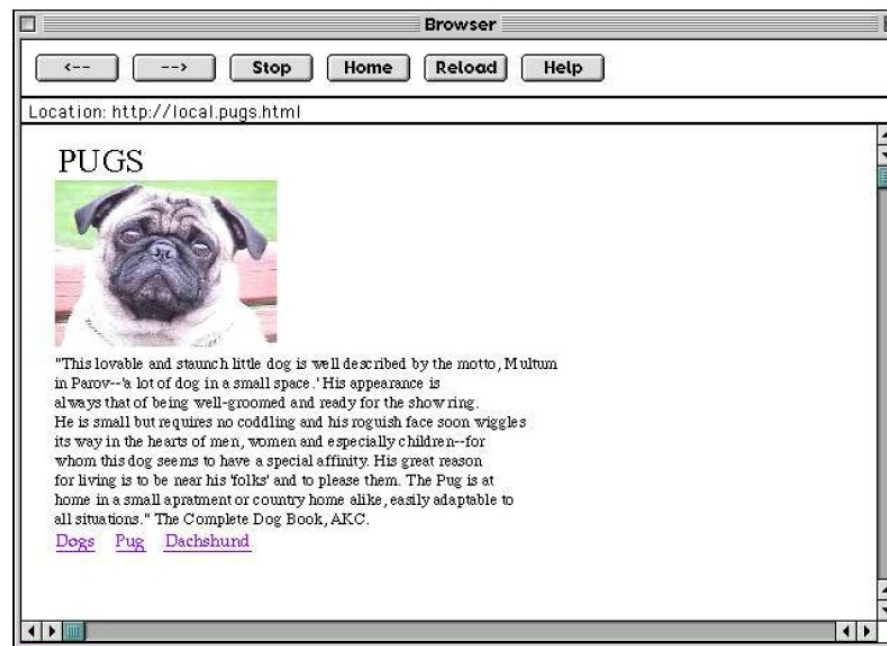 Browser
<-- --> Stop Home Reload Help
Location: http://local.pugs.html
PUGS
"This lovable and staunch little dog is well described by the motto, Multum
in Parov--'a lot of dog in a small space.' His appearance is
always that of being well-groomed and ready for the show ring.
He is small but requires no coddling and his roguish face soon wiggles
its way in the hearts of men, women and especially children--for
whom this dog seems to have a special affinity. His great reason
for living is to be near his 'folks' and to please them. The Pug is at
home in a small apratment or country home alike, easily adaptable to
all situations." The Complete Dog Book, AKC.
Dogs Pug Dachshund